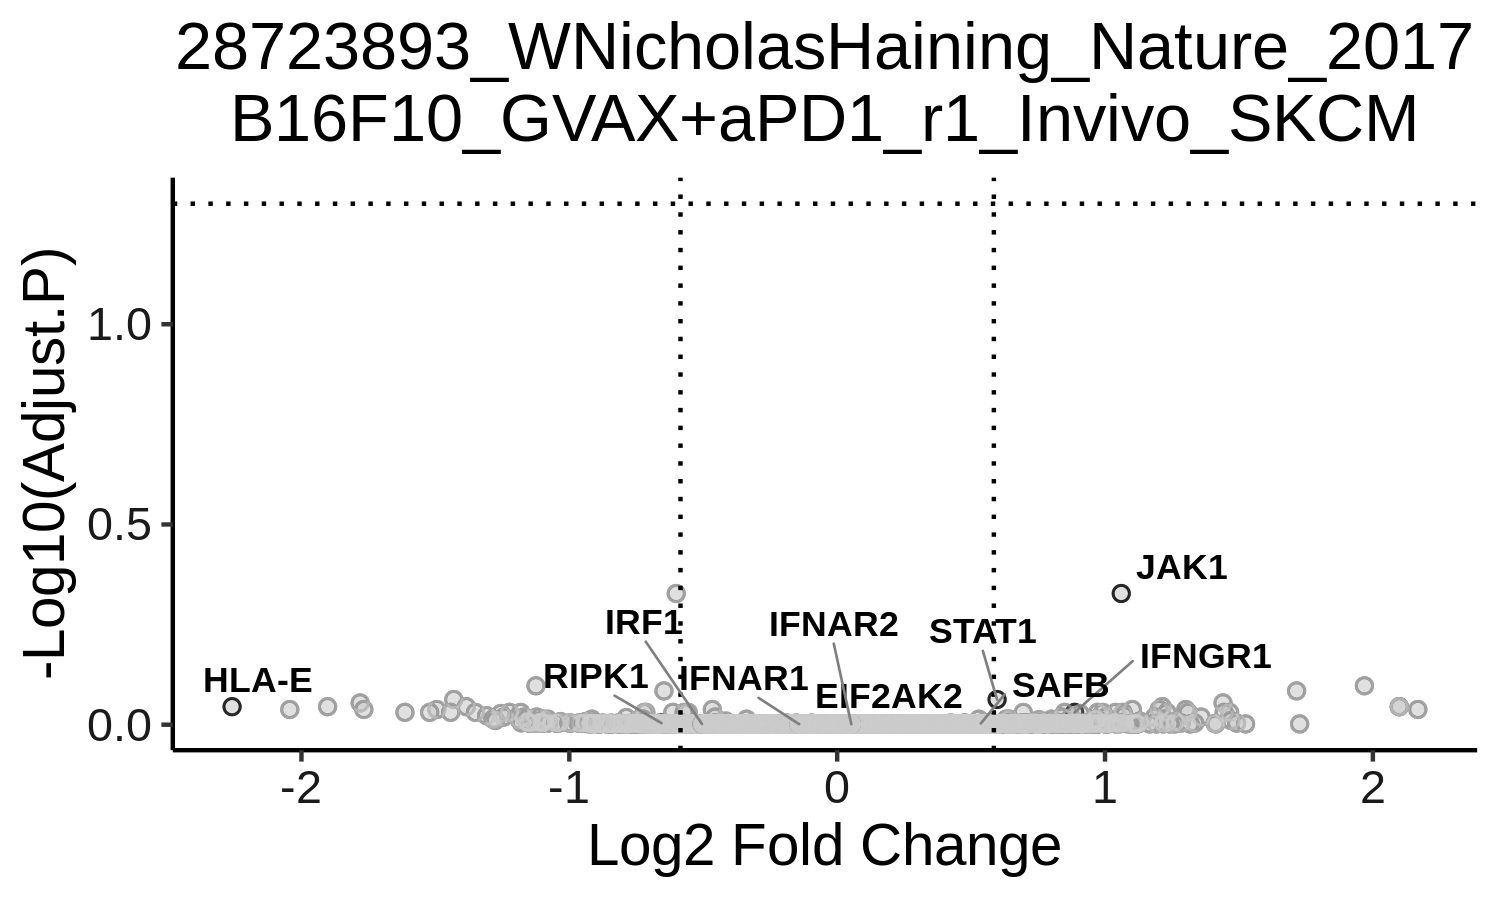 28723893_WNicholasHaining_Nature_2017
B16F10_GVAX+aPD1_r1_Invivo_SKCM
-Log10(Adjust.P)
1.0
0.5
0.0
JAK1
IRF1
IFNAR2
STAT1
IFNGR1
HLA-E
RIPK1
IFNAR1
EIF2AK2
SAFB
-2
-1
0
1
2
Log2 Fold Change